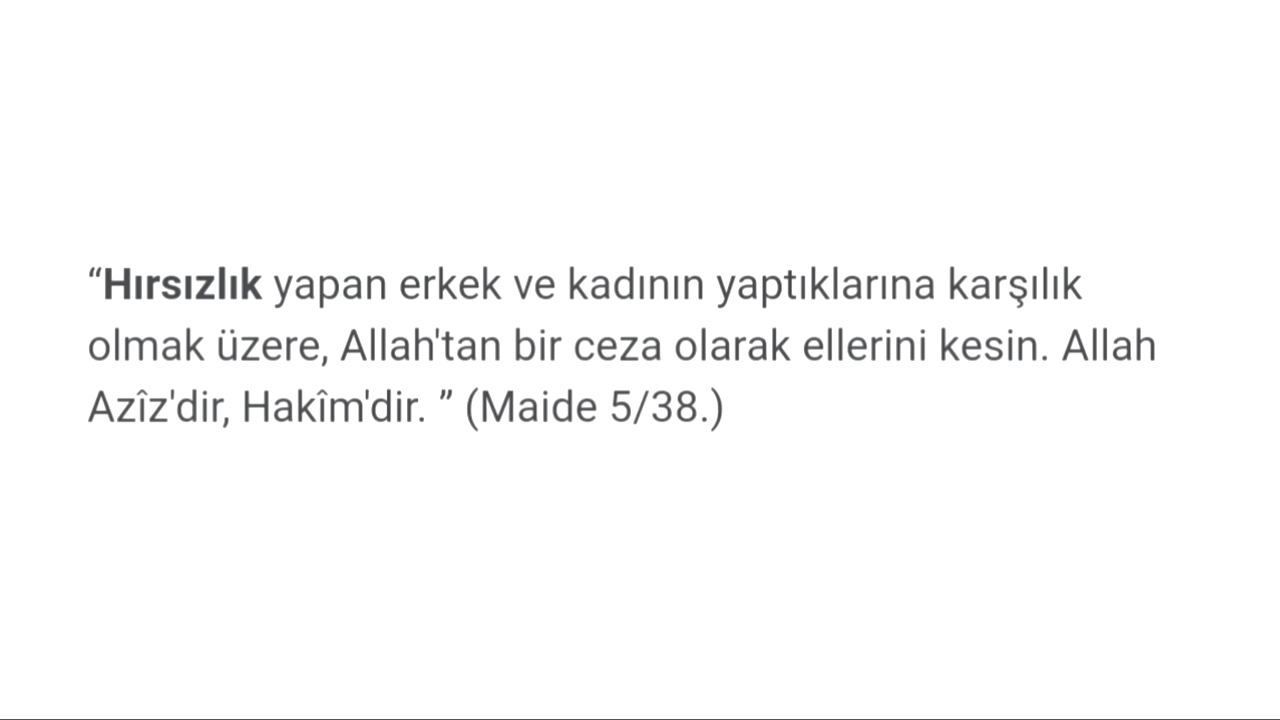 “Hırsızlık yapan erkek ve kadının yaptıklarına karşılık
olmak üzere, Allah'tan bir ceza olarak ellerini kesin. Allah
Azîz'dir, Hakîm'dir. ” (Maide 5/38.)